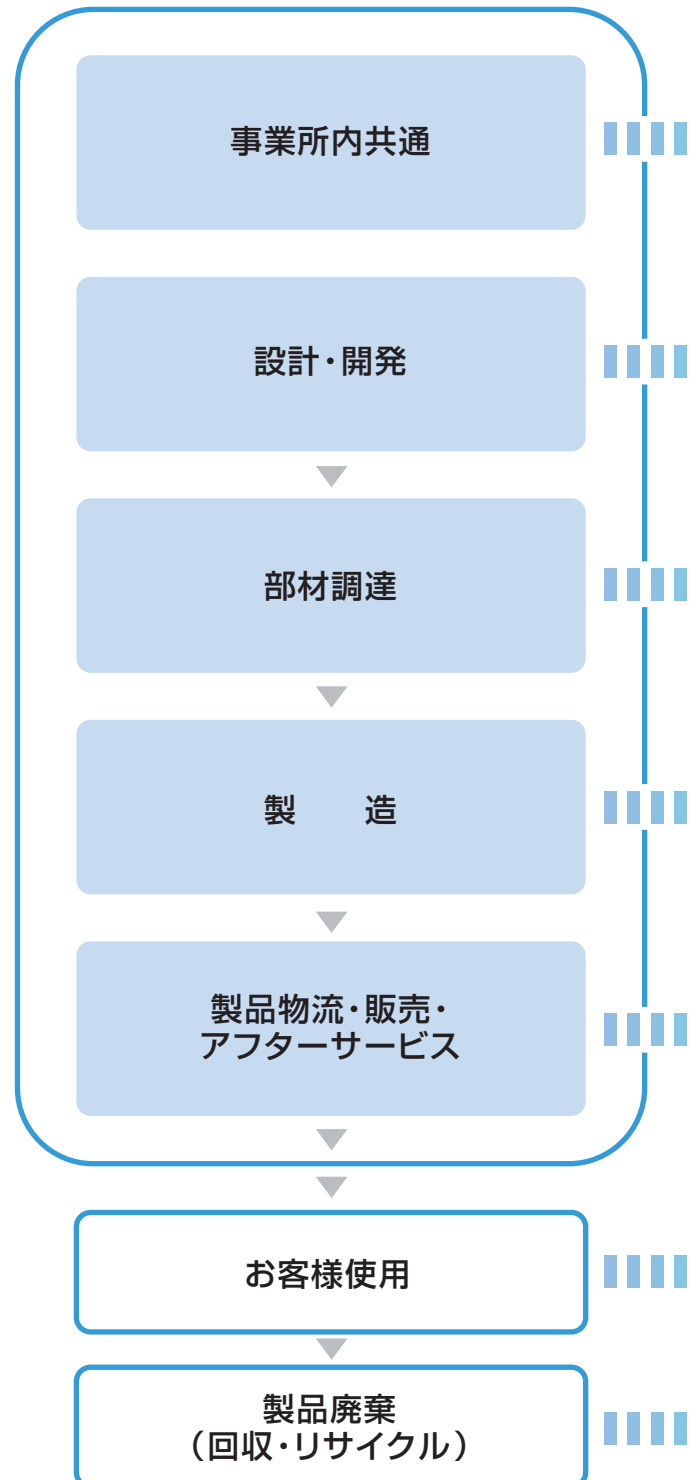 事業所内共通
設計・開発
部材調達
製　　造
製品物流・販売・
アフターサービス
お客様使用
製品廃棄
（回収・リサイクル）